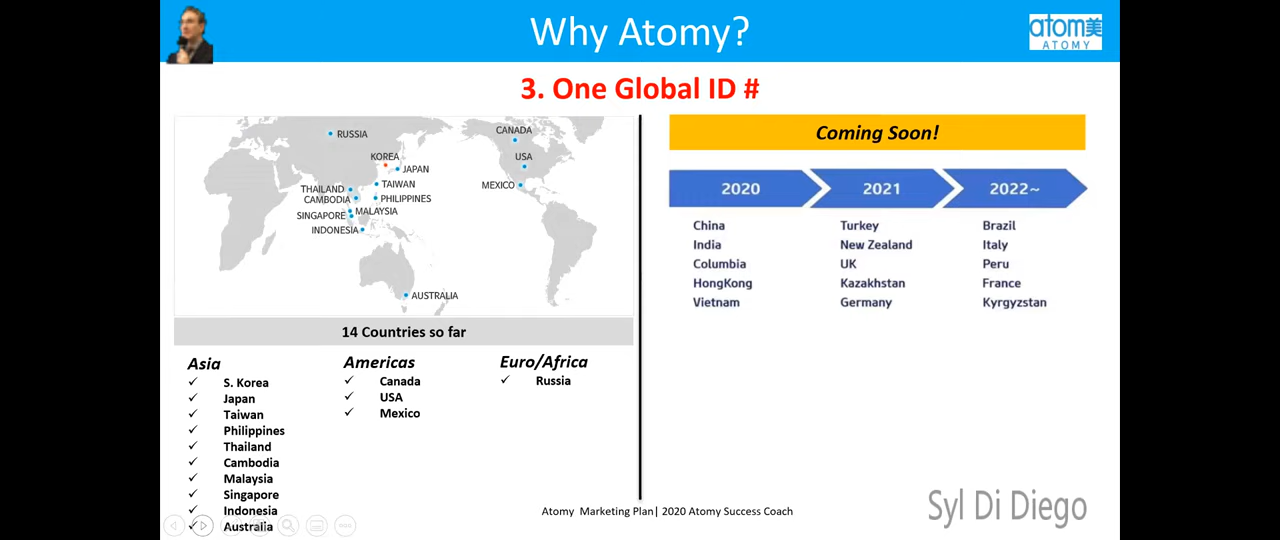 Why Atomy?
atom美
ATOMY
3. One Global ID #
RUSSIA
CANADA
KOREA
USA
JAPAN
THAILAND
TAIWAN
MEXICO
CAMBODIA
PHILIPPINES
SINGAPORE
MALAYSIA
INDONESIA
AUSTRALIA
14 Countries so far
Asia
✓ S. Korea
✓ Japan
✓ Taiwan
✓ Philippines
✓ Thailand
✓ Cambodia
✓ Malaysia
✓ Singapore
✓ Indonesia
✓ Australia
Americas
✓ Canada
✓ USA
✓ Mexico
Euro/Africa
✓ Russia
Coming Soon!
2020
China
India
Columbia
HongKong
Vietnam
2021
Turkey
New Zealand
UK
Kazakhstan
Germany
2022~
Brazil
Italy
Peru
France
Kyrgyzstan
Atomy Marketing Plan| 2020 Atomy Success Coach
Syl Di Diego